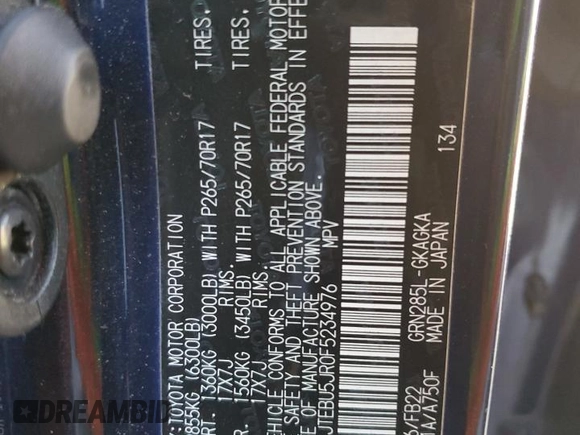 Y:TOYOTA MOTOR CORPORATION
855KG (6300LB)
RT. 1360KG (3000LB) WITH P265/70R17 TIRES.
17X7J RIMS.
1560KG (3450LB) WITH P265/70R17 TIRES.
17X7J RIMS.
EHICLE CONFORMS TO ALL APPLICABLE FEDERAL MOTOR
SAFETY AND THEFT PREVENTION STANDARDS IN EFFE
TE OF MANUFACTURE SHOWN ABOVE.
JTEBU5JR0F5234976 MPV
6/FB22 GRN285L-GKAGKA
A/A750F MADE IN JAPAN 134
DREAMBID